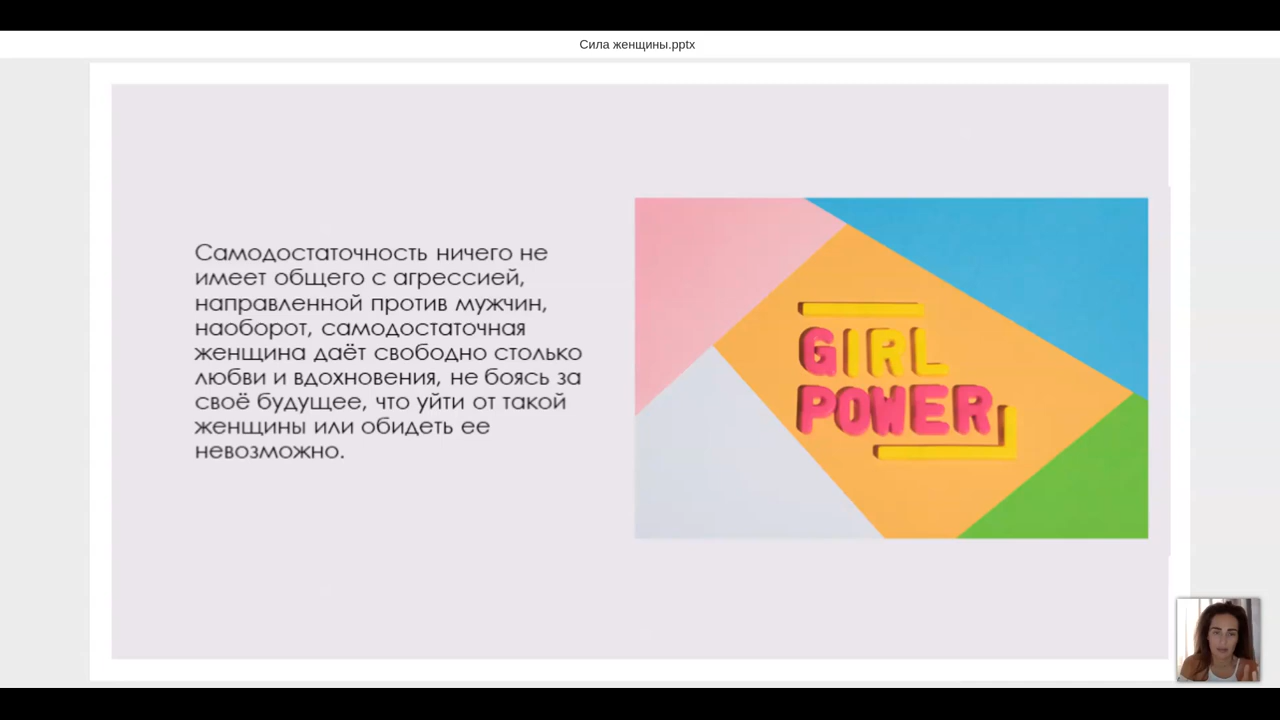 Сила женщины.pptx
Самодостаточность ничего не
имеет общего с агрессией,
направленной против мужчин,
наоборот, самодостаточная
женщина даёт свободно столько
любви и вдохновения, не боясь за
своё будущее, что уйти от такой
женщины или обидеть ее
невозможно.
GIRL
POWER